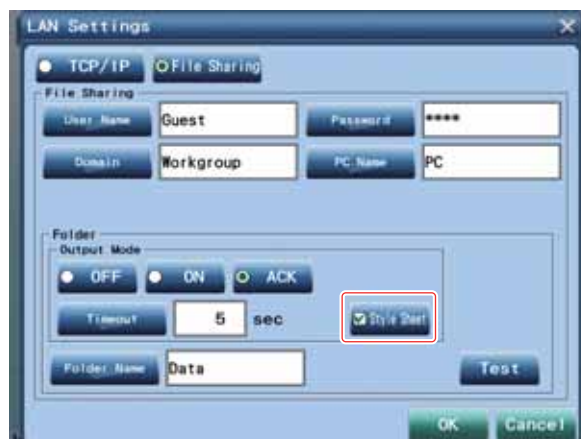 LAN Settings
TCP/IP File Sharing
File Sharing
User Name Guest Password ****
Domain Workgroup PC Name PC
Folder
Output Mode
OFF ON ACK
Timeout 5 sec Style Sheet
Folder Name Data Test
OK Cancel